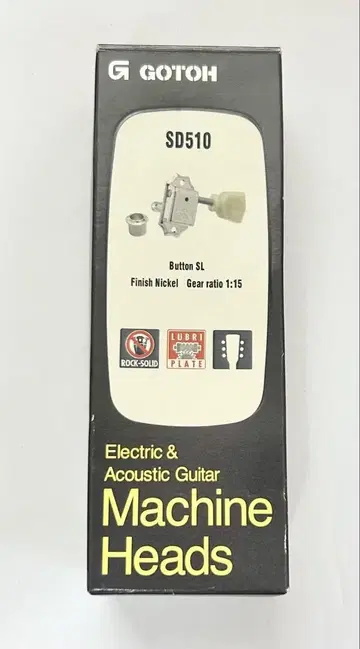 GOTOH
SD510
Button SL
Finish Nickel Gear ratio 1:15
ROCK-SOLID
LUBRI
PLATE
Electric &
Acoustic Guitar
Machine
Heads